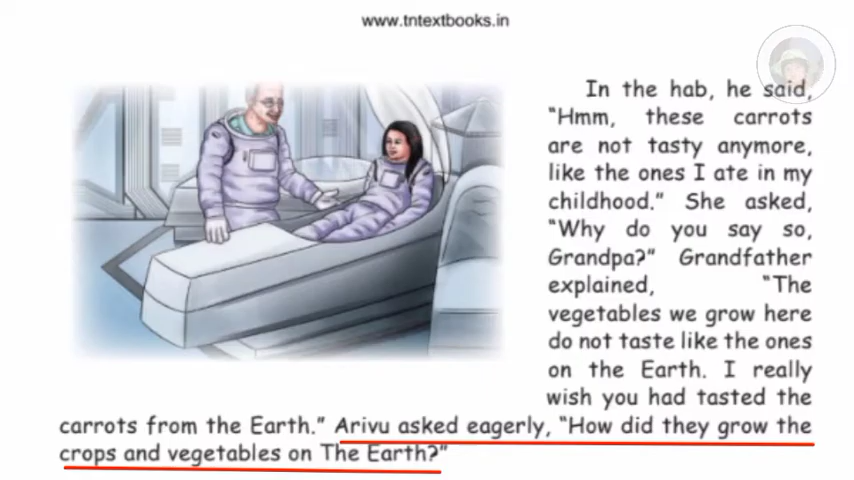 www.tntextbooks.in
In the hab, he said,
“Hmm, these carrots
are not tasty anymore,
like the ones I ate in my
childhood.” She asked,
“Why do you say so,
Grandpa?” Grandfather
explained, “The
vegetables we grow here
do not taste like the ones
on the Earth. I really
wish you had tasted the
carrots from the Earth.” Arivu asked eagerly, “How did they grow the
crops and vegetables on The Earth?”